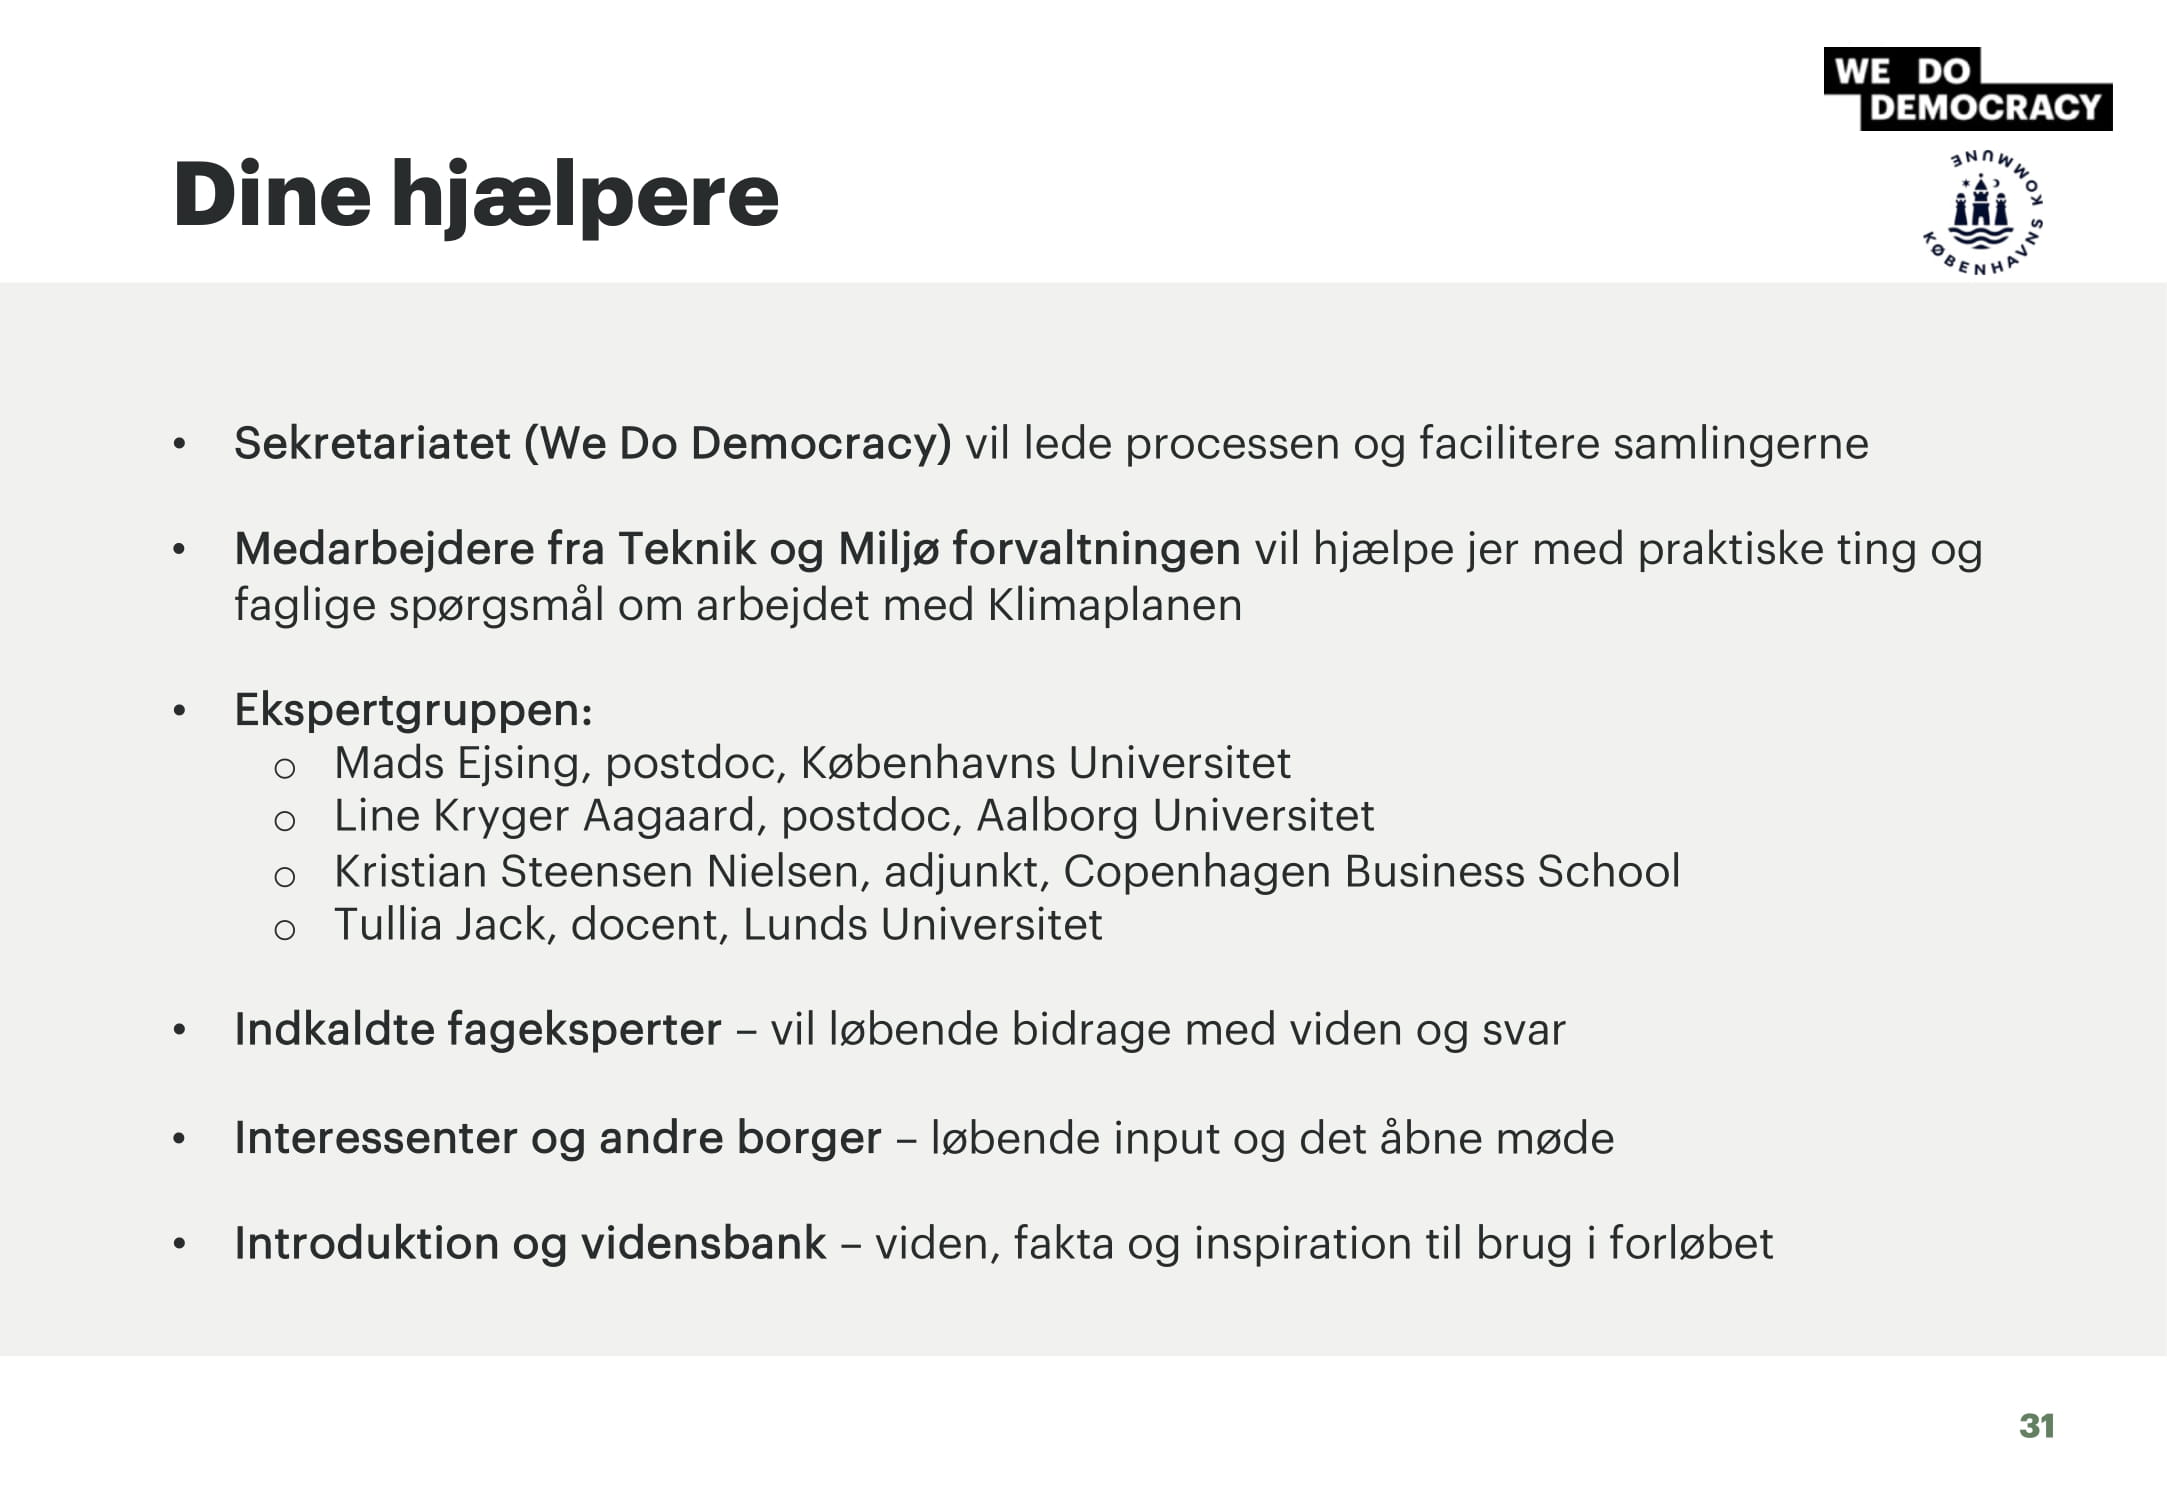 WE DO
DEMOCRACY
KØBENHAVNS KOMMUNE
Dine hjælpere
• Sekretariatet (We Do Democracy) vil lede processen og facilitere samlingerne
• Medarbejdere fra Teknik og Miljø forvaltningen vil hjælpe jer med praktiske ting og
faglige spørgsmål om arbejdet med Klimaplanen
• Ekspertgruppen:
o Mads Ejsing, postdoc, Københavns Universitet
o Line Kryger Aagaard, postdoc, Aalborg Universitet
o Kristian Steensen Nielsen, adjunkt, Copenhagen Business School
o Tullia Jack, docent, Lunds Universitet
• Indkaldte fageksperter – vil løbende bidrage med viden og svar
• Interessenter og andre borger – løbende input og det åbne møde
• Introduktion og vidensbank – viden, fakta og inspiration til brug i forløbet
31